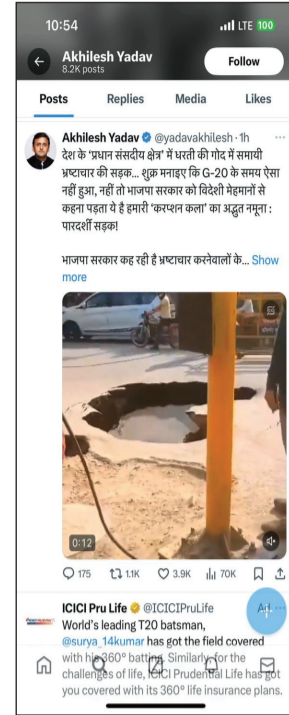 10:54
LTE 100
Akhilesh Yadav
8.2K posts
Follow
Posts Replies Media Likes
Akhilesh Yadav @yadavakhilesh · 1h
देश के 'प्रधान संसदीय क्षेत्र' में धरती की गोद में समायी
भ्रष्टाचार की सड़क... शुक्र मनाइए कि G-20 के समय ऐसा
नहीं हुआ, नहीं तो भाजपा सरकार को विदेशी मेहमानों से
कहना पड़ता ये है हमारी 'करप्शन कला' का अद्भुत नमूना :
पारदर्शी सड़क!
भाजपा सरकार कह रही है भ्रष्टाचार करनेवालों के... Show
more
0:12
175 1.1K 3.9K 70K
ICICI Pru Life @ICICIPruLife Ad
World's leading T20 batsman,
@surya_14kumar has got the field covered
with his 360° batting. Similarly for the
challenges of life, ICICI Prudential Life has got
you covered with its 360° life insurance plans.